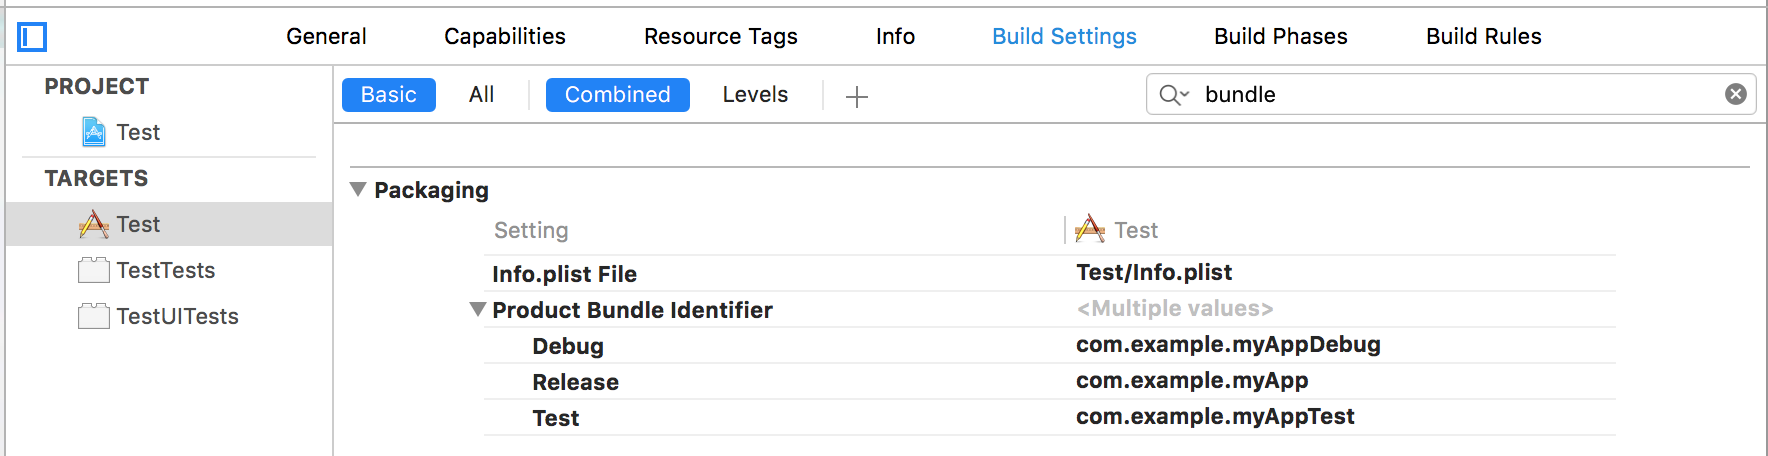 General Capabilities Resource Tags Info Build Settings Build Phases Build Rules
PROJECT
Test
TARGETS
Test
TestTests
TestUITests
Basic All Combined Levels bundle
Packaging
Setting Test
Info.plist File Test/Info.plist
Product Bundle Identifier <Multiple values>
Debug com.example.myAppDebug
Release com.example.myApp
Test com.example.myAppTest